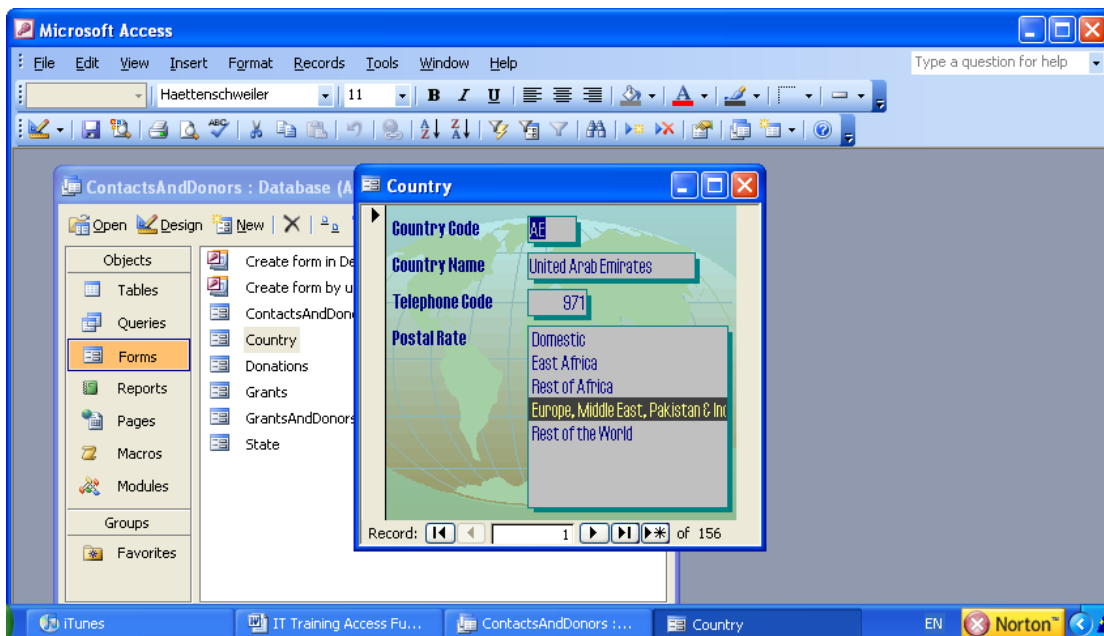 Microsoft Access
File Edit View Insert Format Records Tools Window Help Type a question for help
Haettenschweiler 11 B I U
ContactsAndDonors : Database (A
Open Design New
Objects
Tables
Queries
Forms
Reports
Pages
Macros
Modules
Groups
Favorites
Create form in De
Create form by u
ContactsAndDon
Country
Donations
Grants
GrantsAndDonors
State
Country
Country Code AE
Country Name United Arab Emirates
Telephone Code 971
Postal Rate Domestic
East Africa
Rest of Africa
Europe, Middle East, Pakistan & Ind
Rest of the World
Record: 1 of 156
iTunes IT Training Access Fu... ContactsAndDonors :... Country EN Norton™